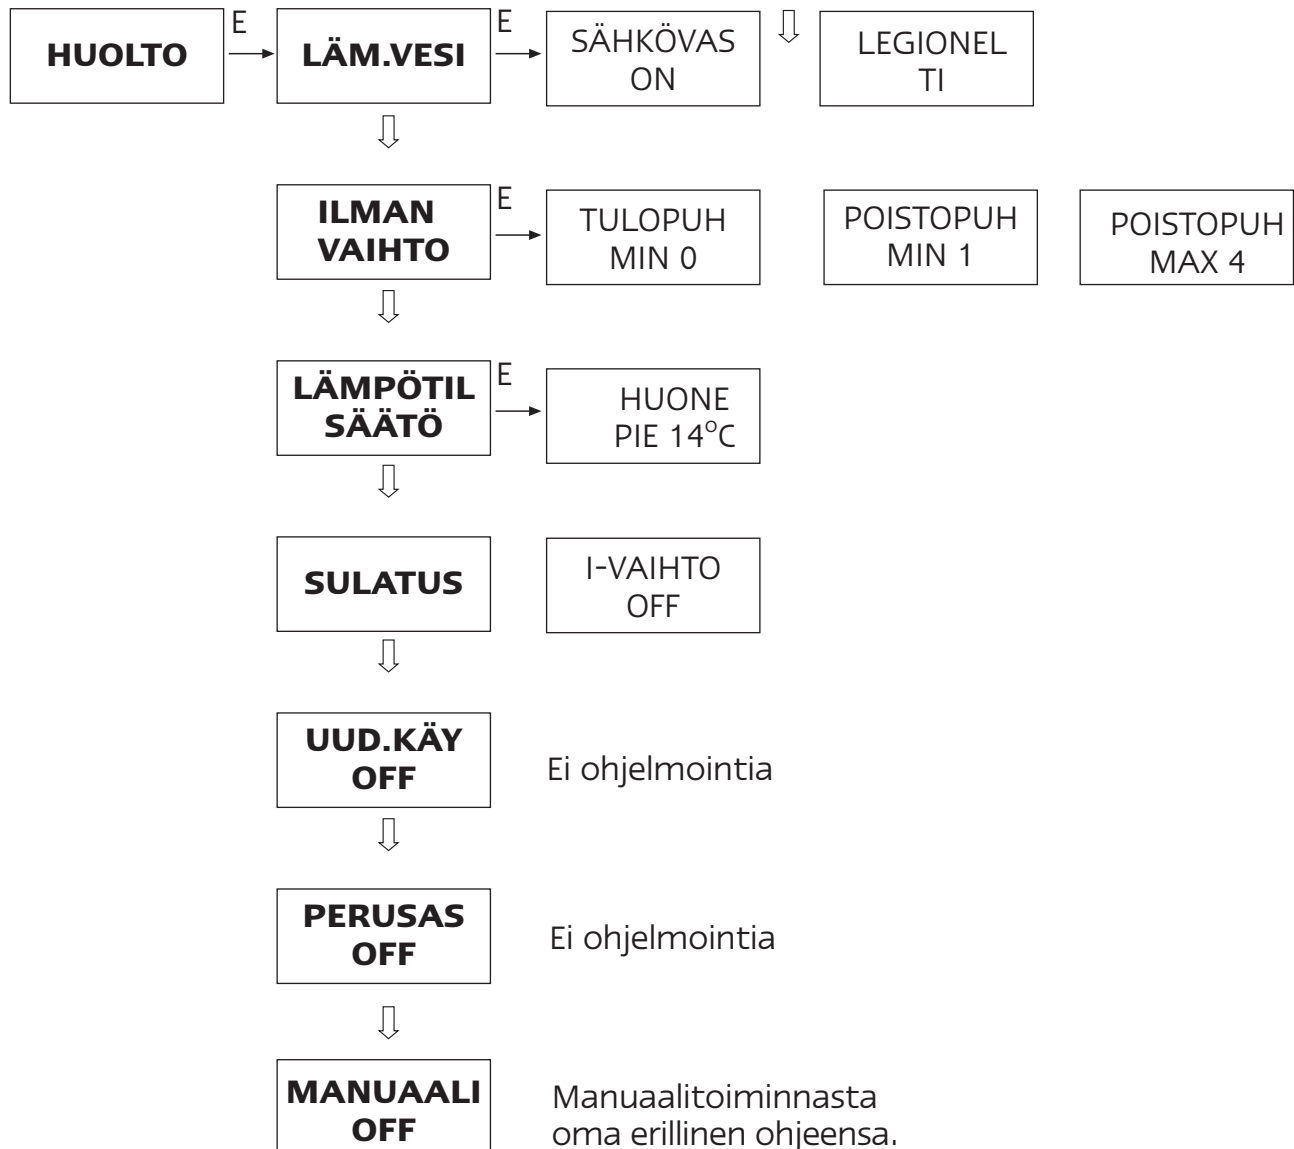 HUOLTO
E
LÄM.VESI
E
SÄHKÖVAS
ON
LEGIONEL
TI
ILMAN
VAIHTO
E
TULOPUH
MIN 0
POISTOPUH
MIN 1
POISTOPUH
MAX 4
LÄMPÖTIL
SÄÄTÖ
E
HUONE
PIE 14°C
SULATUS
I-VAIHTO
OFF
UUD.KÄY
OFF
Ei ohjelmointia
PERUSAS
OFF
Ei ohjelmointia
MANUAALI
OFF
Manuaalitoiminnasta
oma erillinen ohjeensa.